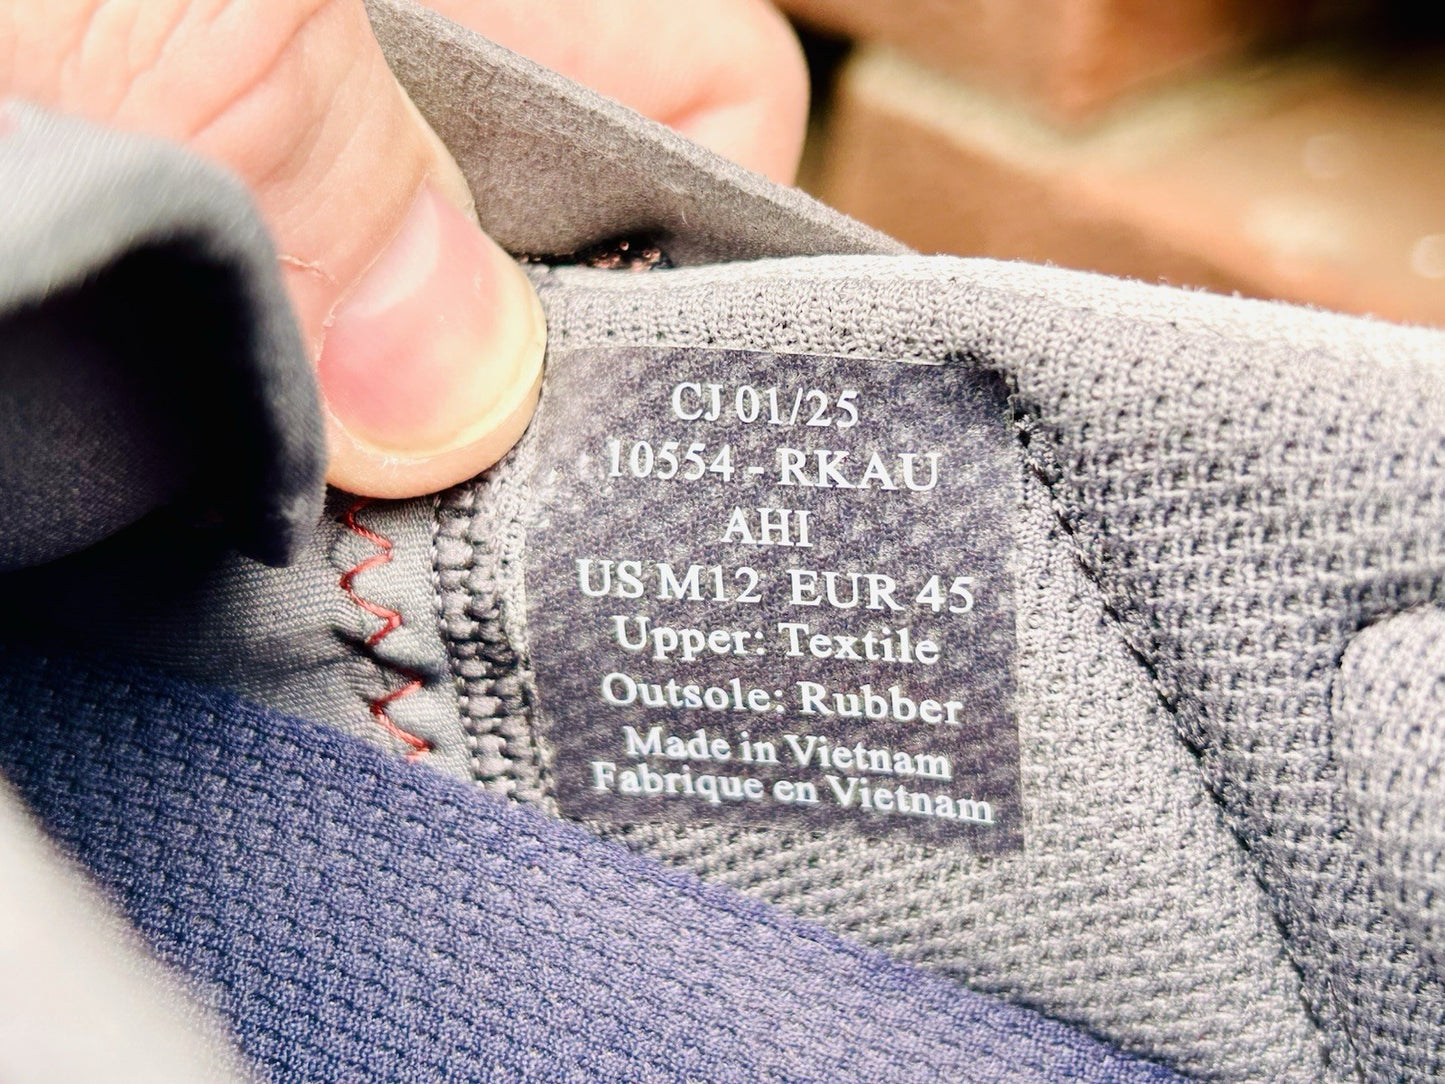 CJ 01/25
10554 - RKAU
AHI
US M12 EUR 45
Upper: Textile
Outsole: Rubber
Made in Vietnam
Fabrique en Vietnam